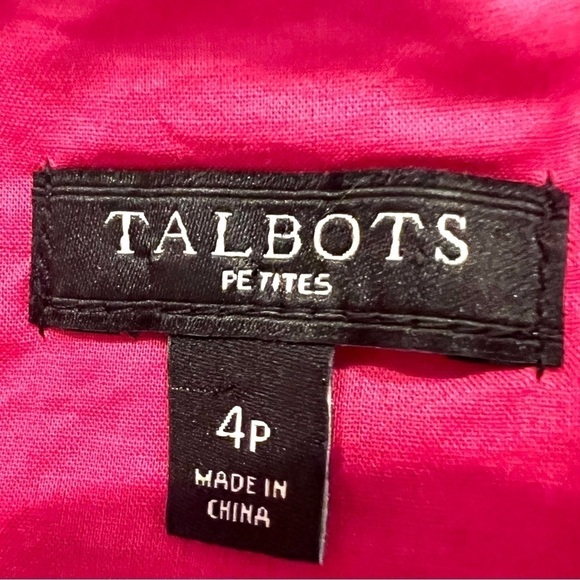 TALBOTS
PETITES
4P
MADE IN
CHINA